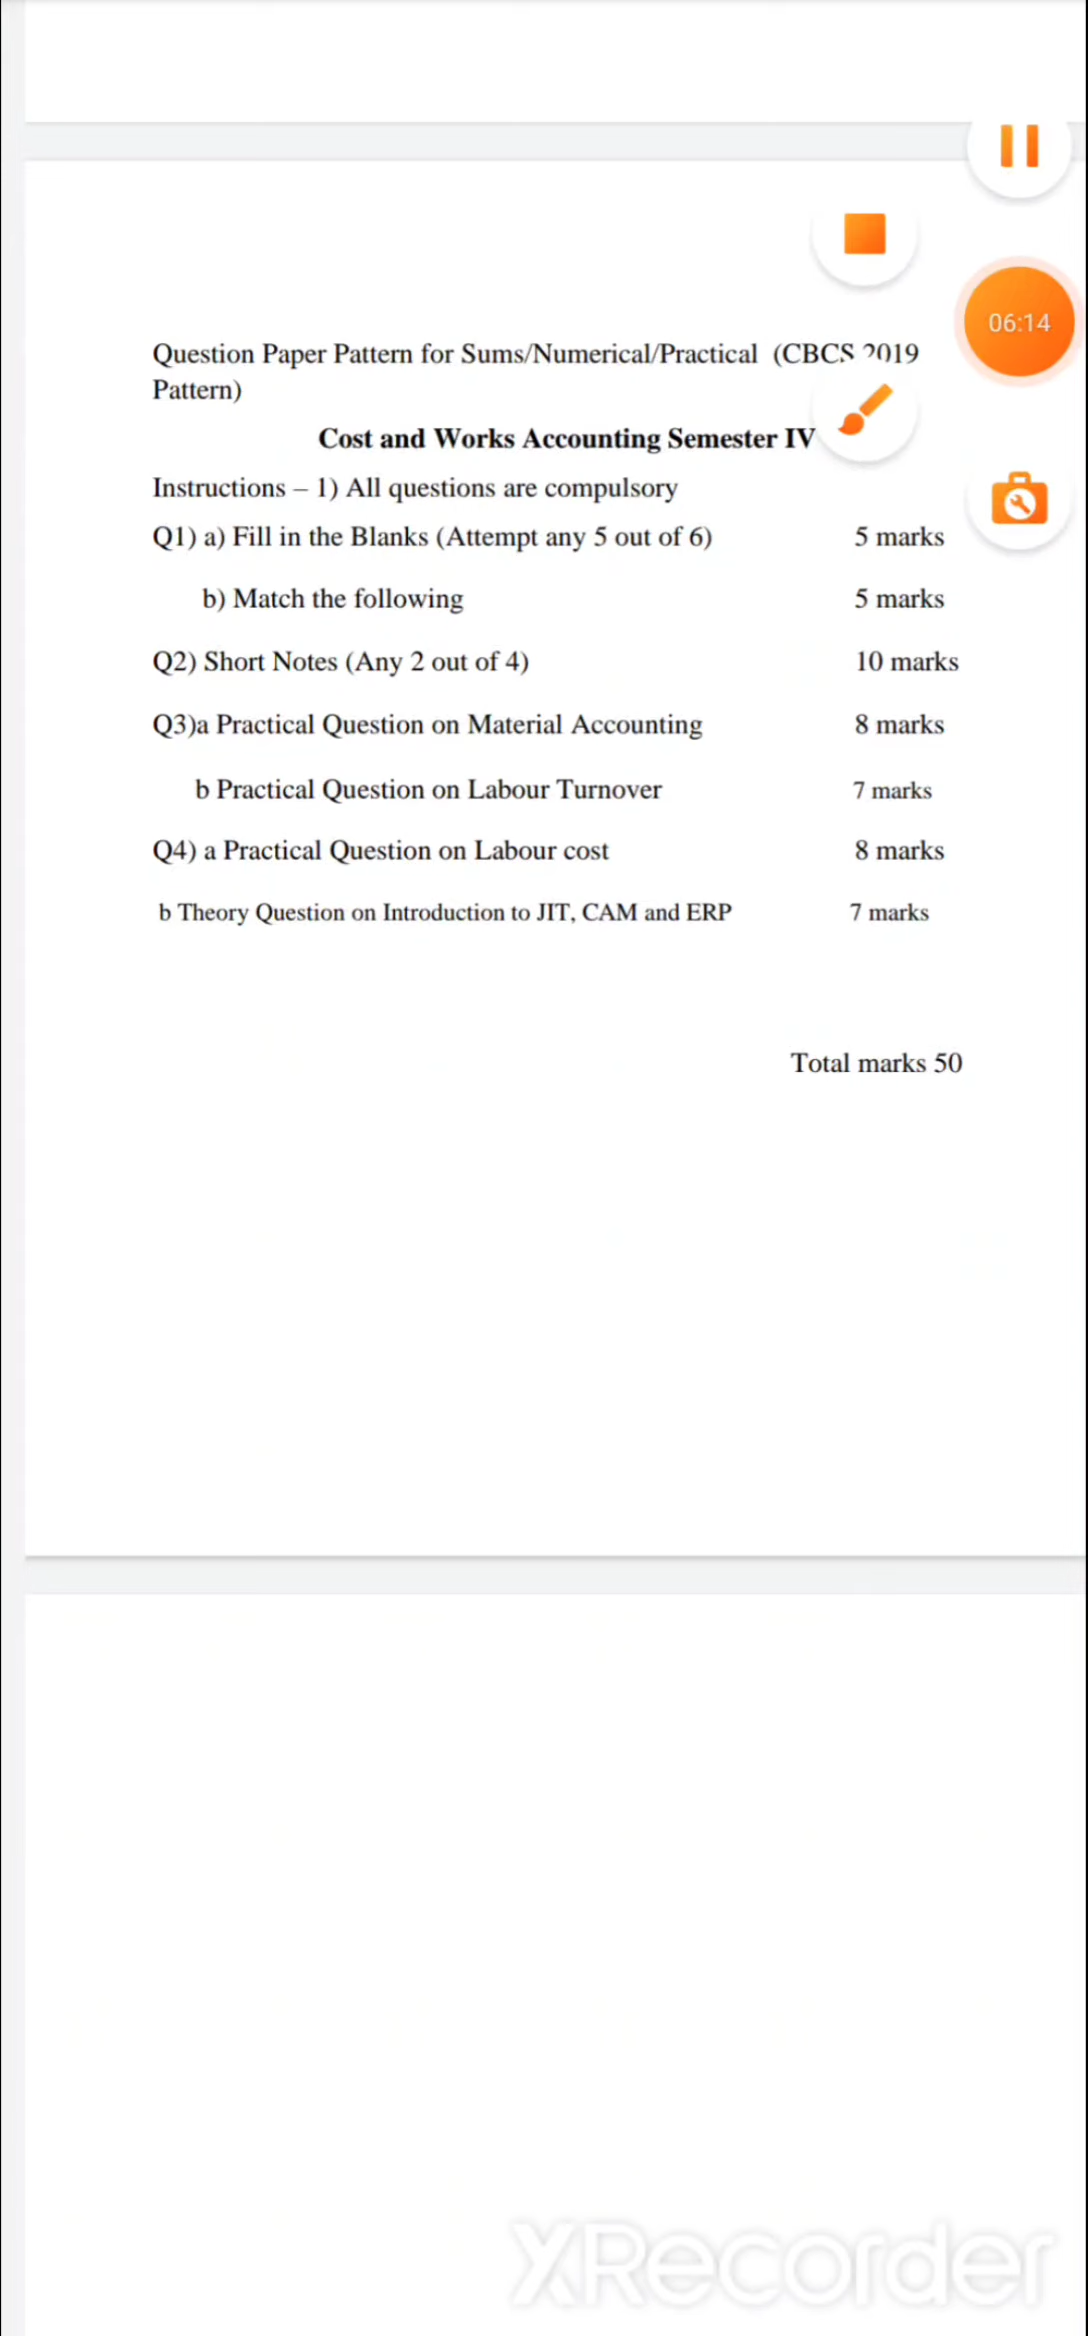 06:14
Question Paper Pattern for Sums/Numerical/Practical (CBCS 2019
Pattern)
Cost and Works Accounting Semester IV
Instructions – 1) All questions are compulsory
Q1) a) Fill in the Blanks (Attempt any 5 out of 6) 5 marks
b) Match the following 5 marks
Q2) Short Notes (Any 2 out of 4) 10 marks
Q3)a Practical Question on Material Accounting 8 marks
b Practical Question on Labour Turnover 7 marks
Q4) a Practical Question on Labour cost 8 marks
b Theory Question on Introduction to JIT, CAM and ERP 7 marks
Total marks 50
XRecorder